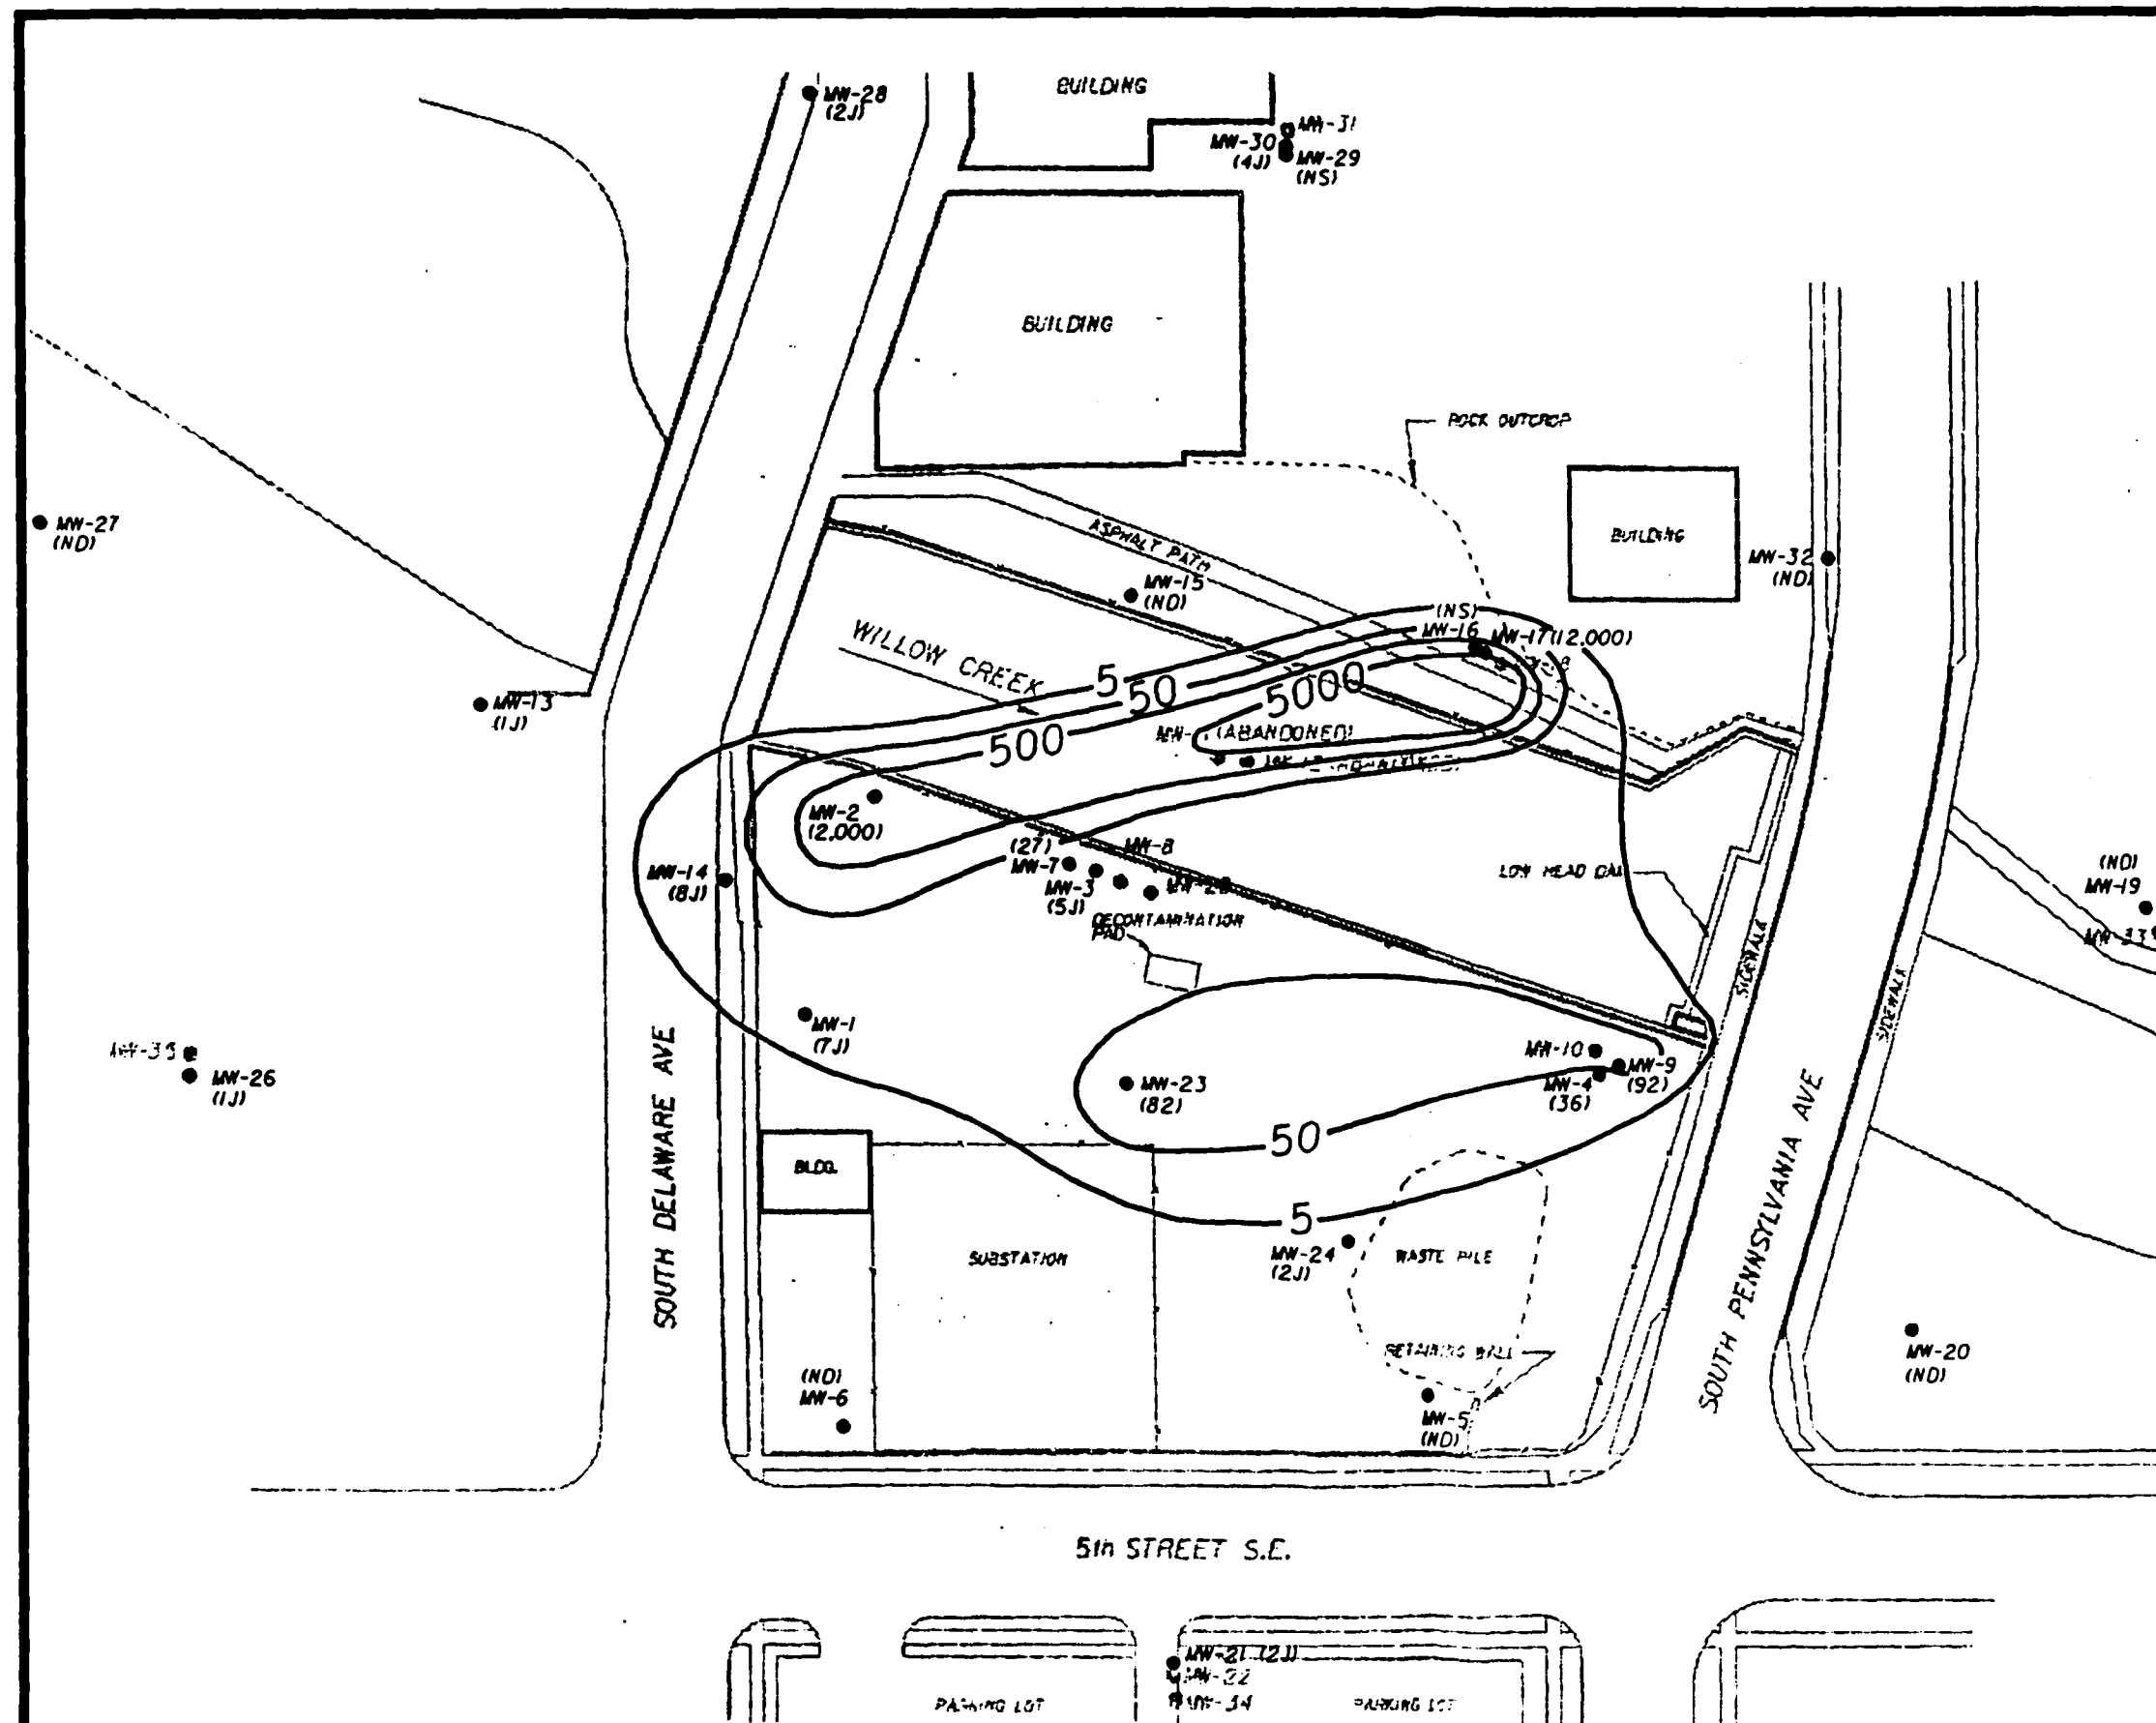 BUILDING
MW-28
(2J)
MW-31
MW-30
(4J)
MW-29
(NS)
BUILDING
ROCK OUTCROP
MW-27
(ND)
ASPHALT PATH
BUILDING
MW-32
(ND)
MW-15
(ND)
(NS)
MW-16
MW-17(12,000)
WILLOW CREEK
5
50
5000
500
MW-13
(1J)
(ABANDONED)
MW-2
(2,000)
(27)
MW-7
MW-8
MW-3
(5J)
MW-14
(8J)
LOW HEAD DAM
(ND)
MW-19
MW-33
DECONTAMINATION
PAD
SIDEWALK
SIDEWALK
MW-1
(7J)
MW-10
MW-9
(92)
MW-4
(36)
MW-23
(82)
MW-26
(1J)
50
BLDG.
SOUTH DELAWARE AVE
SOUTH PENNSYLVANIA AVE
5
SUBSTATION
MW-24
(2J)
WASTE PILE
RETAINING WALL
MW-20
(ND)
(ND)
MW-6
MW-5
(ND)
5th STREET S.E.
MW-21 (2J)
MW-22
MW-34
PARKING LOT
PARKING LOT